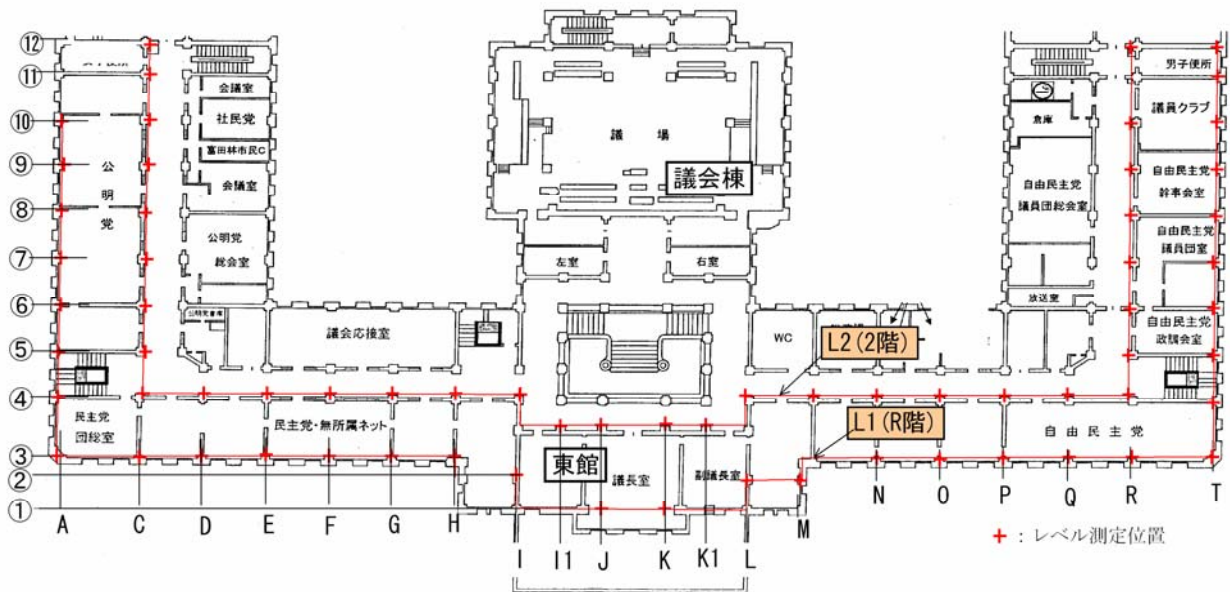 ⑫
⑪
⑩
⑨
⑧
⑦
⑥
⑤
④
③
②
①
会議室
社民党
富田林市民C
会議室
公明党
公明党
総会室
議会応接室
民主党
団総室
民主党・無所属ネット
議場
議会棟
左室
右室
東館
議長室
副議長室
WC
L2(2階)
L1(R階)
倉庫
自由民主党
議員団総会室
放送室
男子便所
議員クラブ
自由民主党
幹事会室
自由民主党
議員団室
自由民主党
政調会室
自由民主党
A
C
D
E
F
G
H
I
I1
J
K
K1
L
M
N
O
P
Q
R
T
+:レベル測定位置